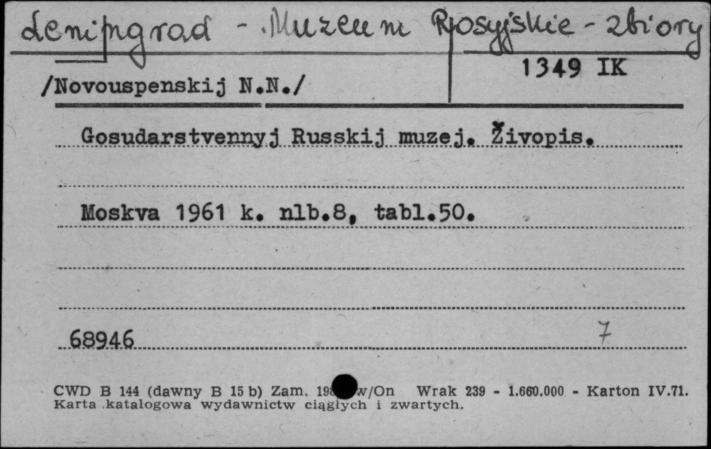 Leningrad - Muzeum Rosyjskie - zbiory
1349 IK
/Novouspenskij N.N./
Gosudarstvennyj Russkij muzej. Živopis.
Moskva 1961 k. nlb.8, tabl.50.
68946
7
CWD B 144 (dawny B 15 b) Zam. w/On Wrak 239 - 1.660.000 - Karton IV.71.
Karta katalogowa wydawnictw ciągłych i zwartych.